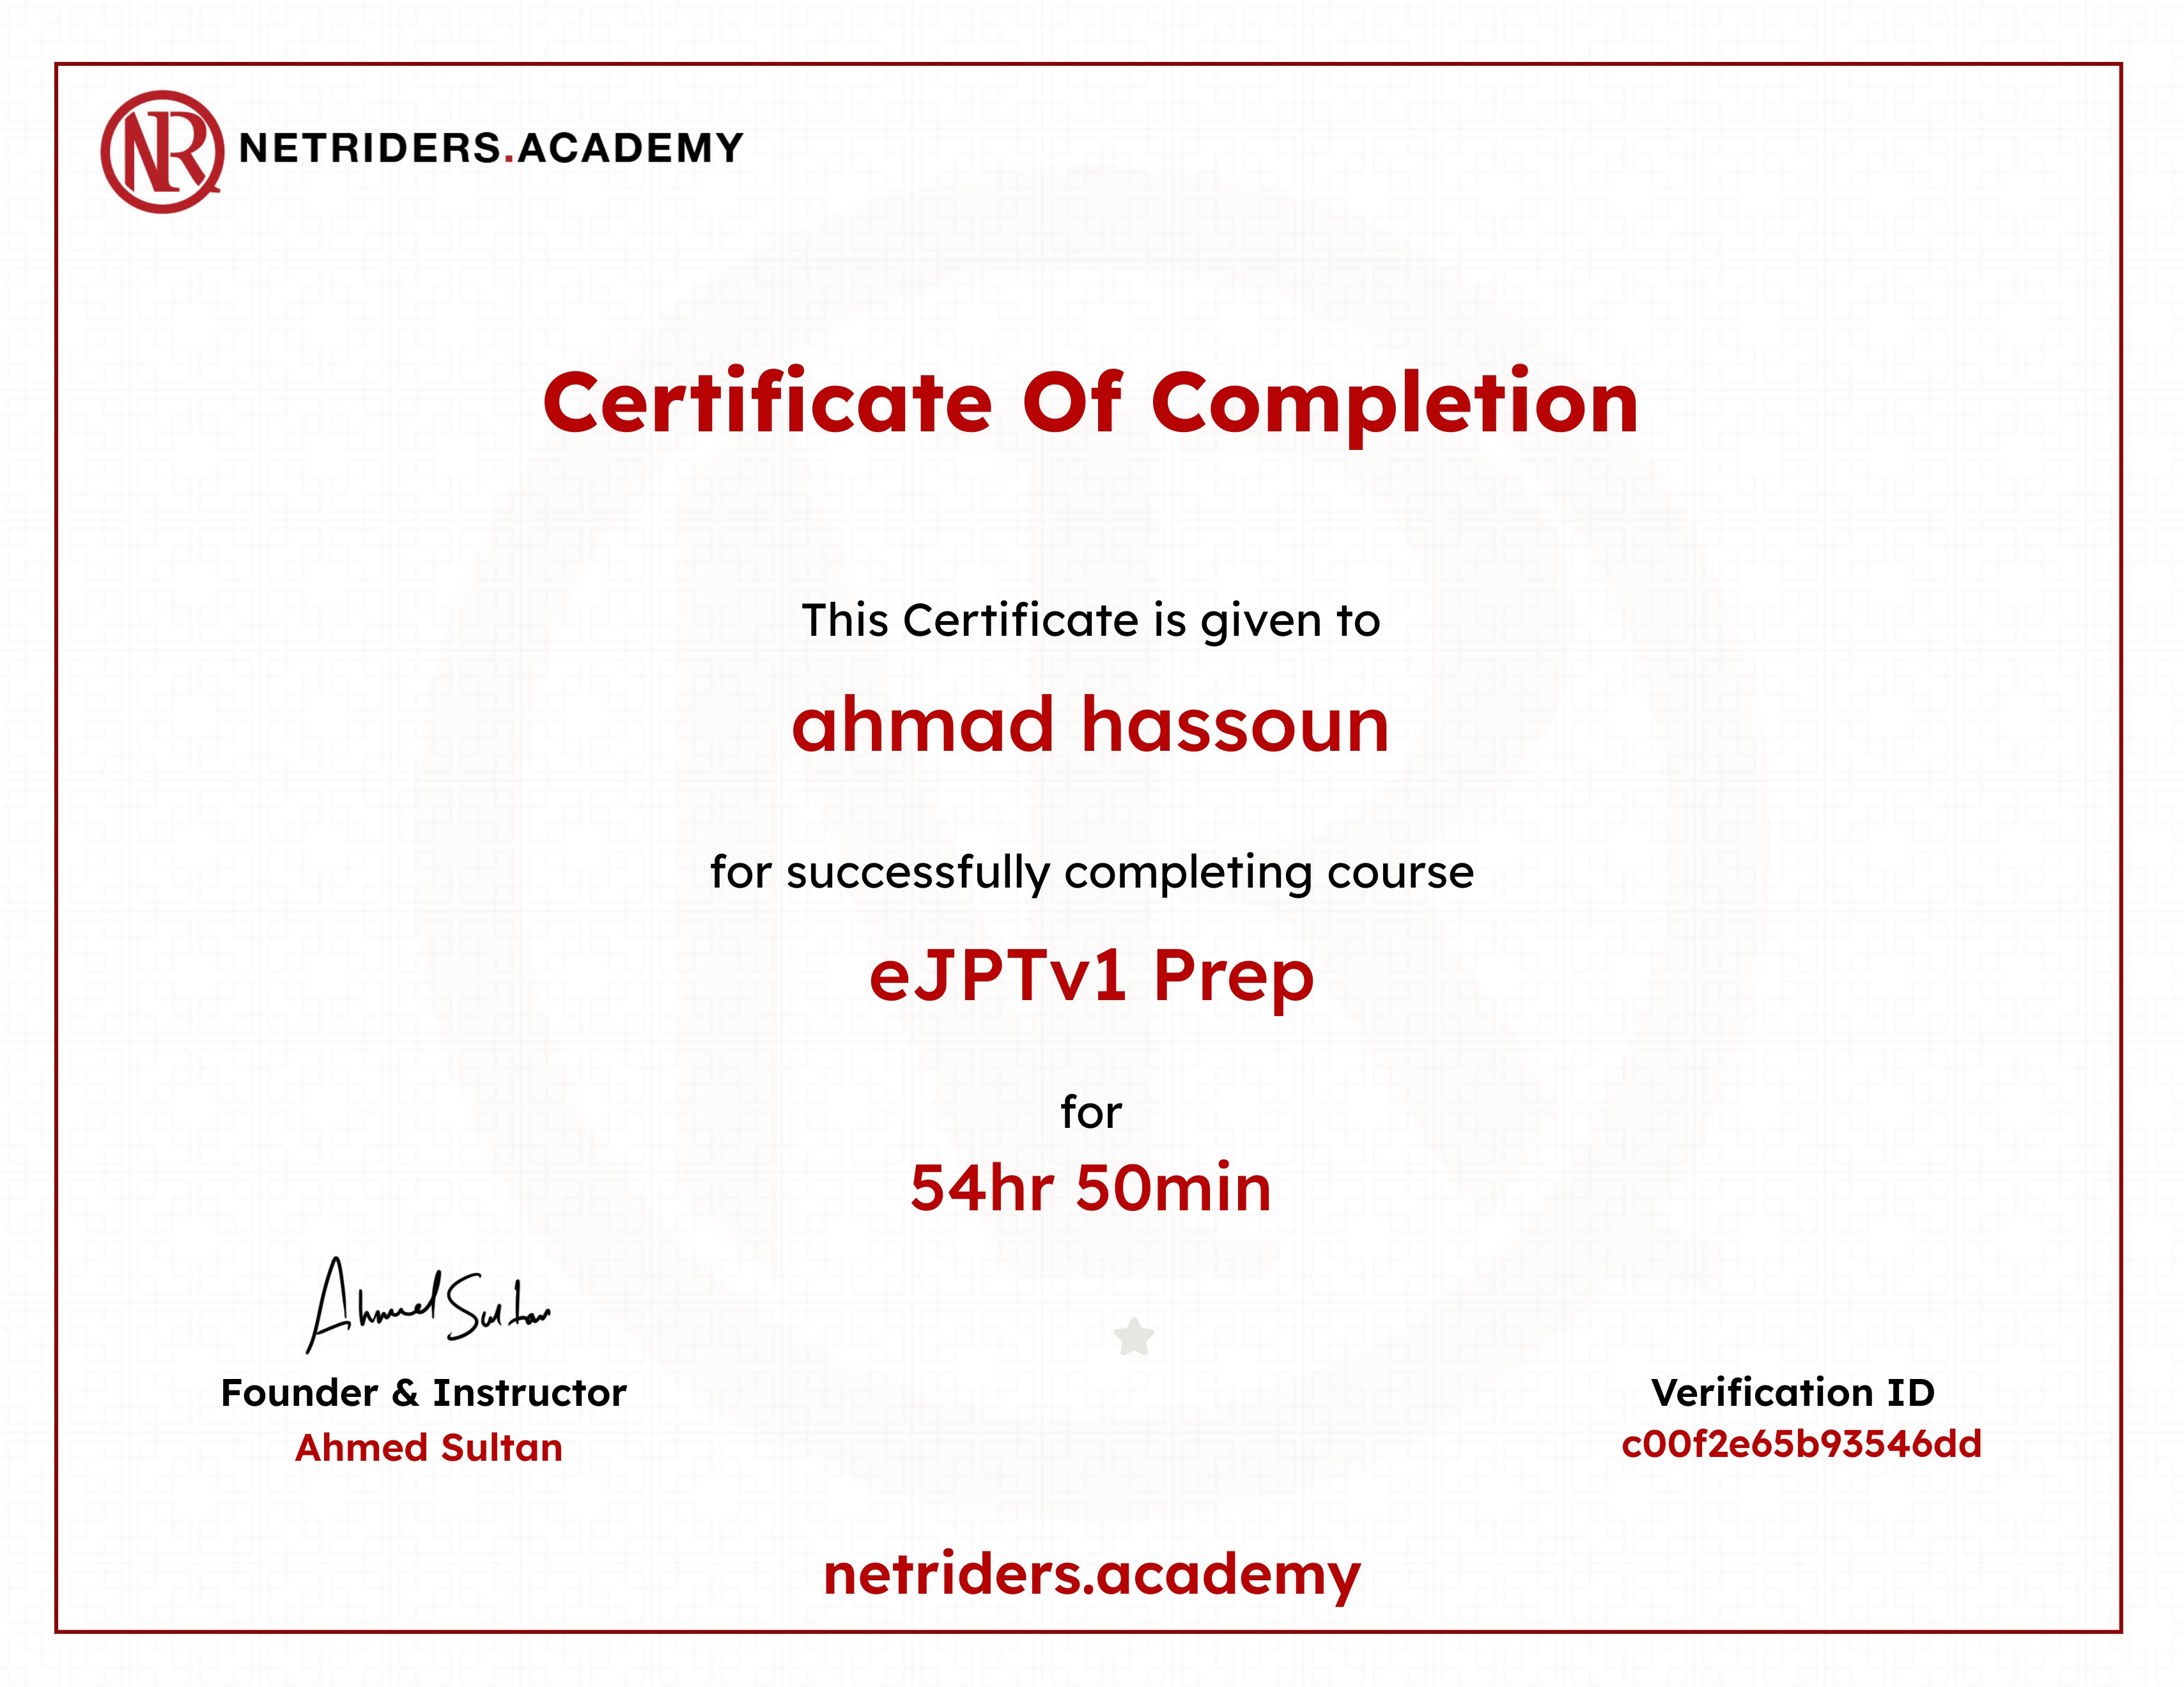 NR NETRIDERS.ACADEMY
Certificate Of Completion
This Certificate is given to
ahmad hassoun
for successfully completing course
eJPTv1 Prep
for
54hr 50min
Ahmed Sultan
Founder & Instructor
Ahmed Sultan
Verification ID
c00f2e65b93546dd
netriders.academy